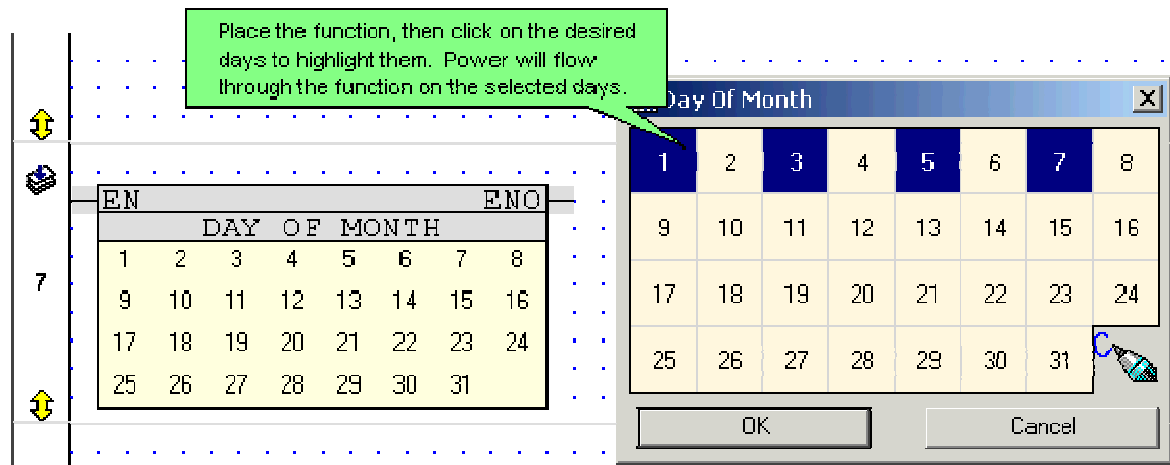 Place the function, then click on the desired
days to highlight them. Power will flow
through the function on the selected days.
Day Of Month
1 2 3 4 5 6 7 8
9 10 11 12 13 14 15 16
17 18 19 20 21 22 23 24
25 26 27 28 29 30 31
OK Cancel
7
EN ENO
DAY OF MONTH
1 2 3 4 5 6 7 8
9 10 11 12 13 14 15 16
17 18 19 20 21 22 23 24
25 26 27 28 29 30 31